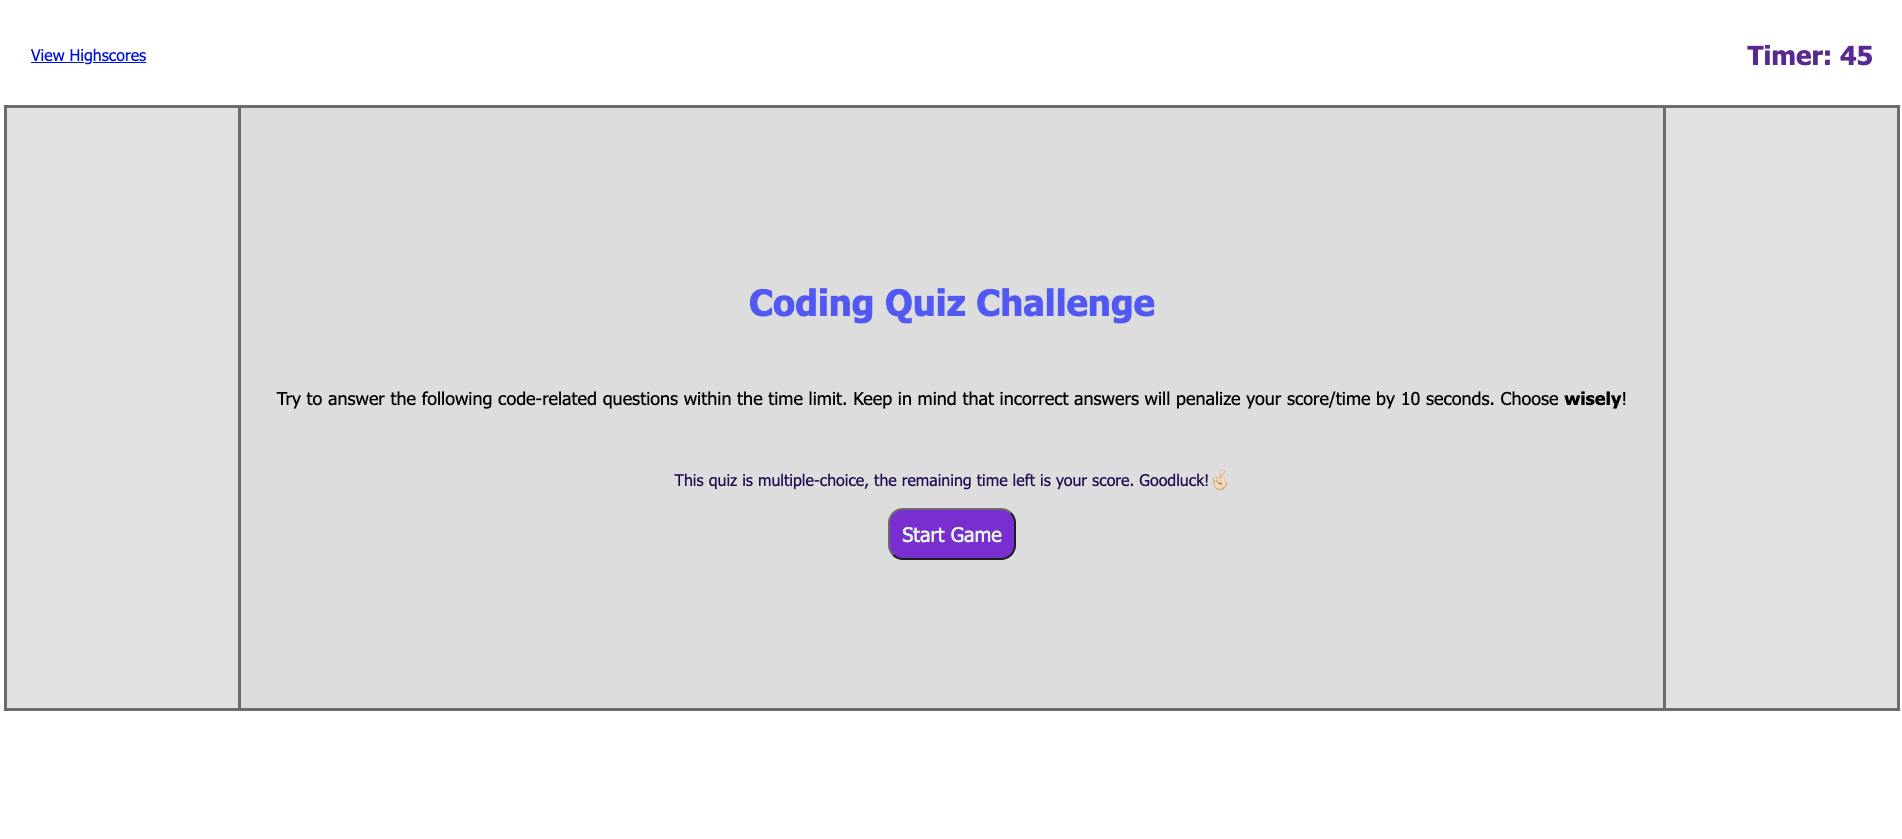 View Highscores
Timer: 45
Coding Quiz Challenge
Try to answer the following code-related questions within the time limit. Keep in mind that incorrect answers will penalize your score/time by 10 seconds. Choose wisely!
This quiz is multiple-choice, the remaining time left is your score. Goodluck!🤞🏻
Start Game